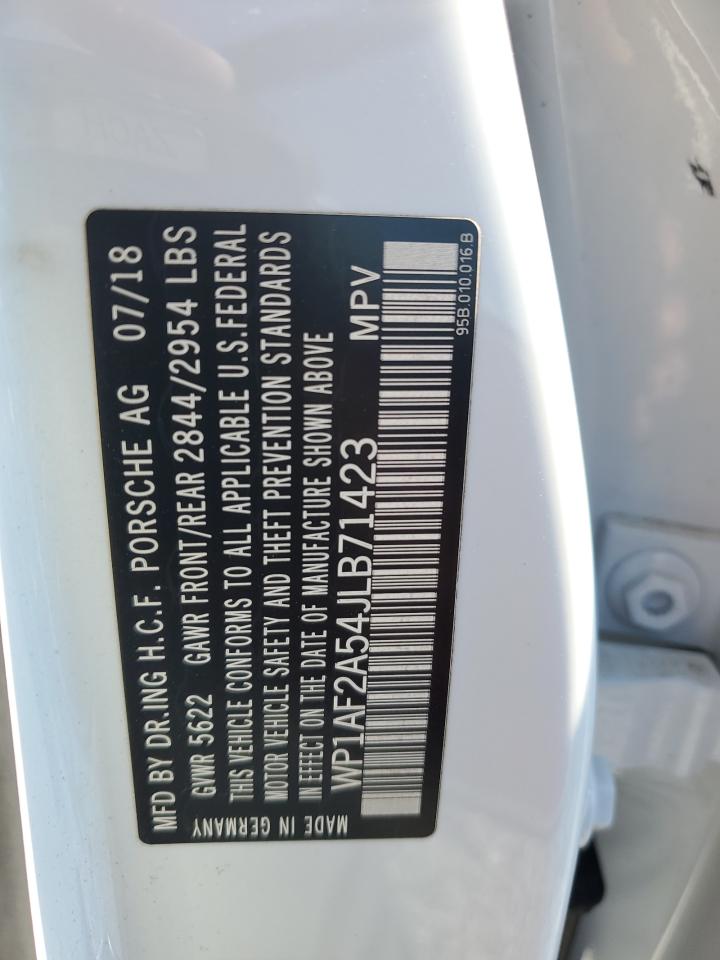 MFD BY DR.ING H.C.F. PORSCHE AG 07/18
GVWR 5622 GAWR FRONT/REAR 2844/2954 LBS
THIS VEHICLE CONFORMS TO ALL APPLICABLE U.S.FEDERAL
MOTOR VEHICLE SAFETY AND THEFT PREVENTION STANDARDS
IN EFFECT ON THE DATE OF MANUFACTURE SHOWN ABOVE
MADE IN GERMANY WP1AF2A54JLB71423 MPV
95B.010.016.B